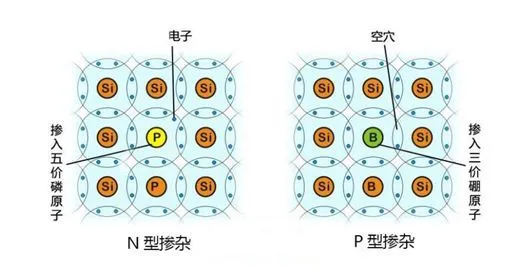 电子
空穴
Si Si Si
Si Si Si
Si P Si
Si B Si
Si P Si
Si B Si
掺入五价磷原子
掺入三价硼原子
N 型掺杂
P 型掺杂